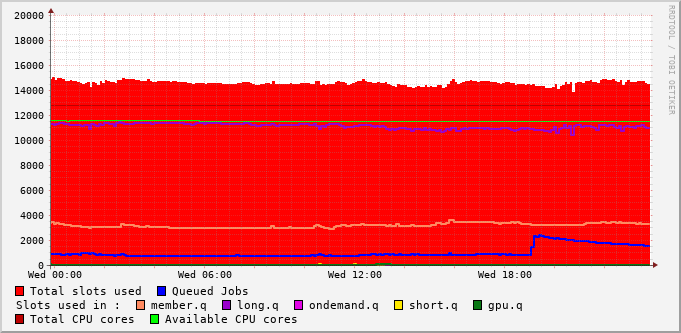 RRDTOOL / TOBI OETIKER
20000
18000
16000
14000
12000
10000
8000
6000
4000
2000
0
Wed 00:00 Wed 06:00 Wed 12:00 Wed 18:00
Total slots used Queued Jobs
Slots used in : member.q long.q ondemand.q short.q gpu.q
Total CPU cores Available CPU cores